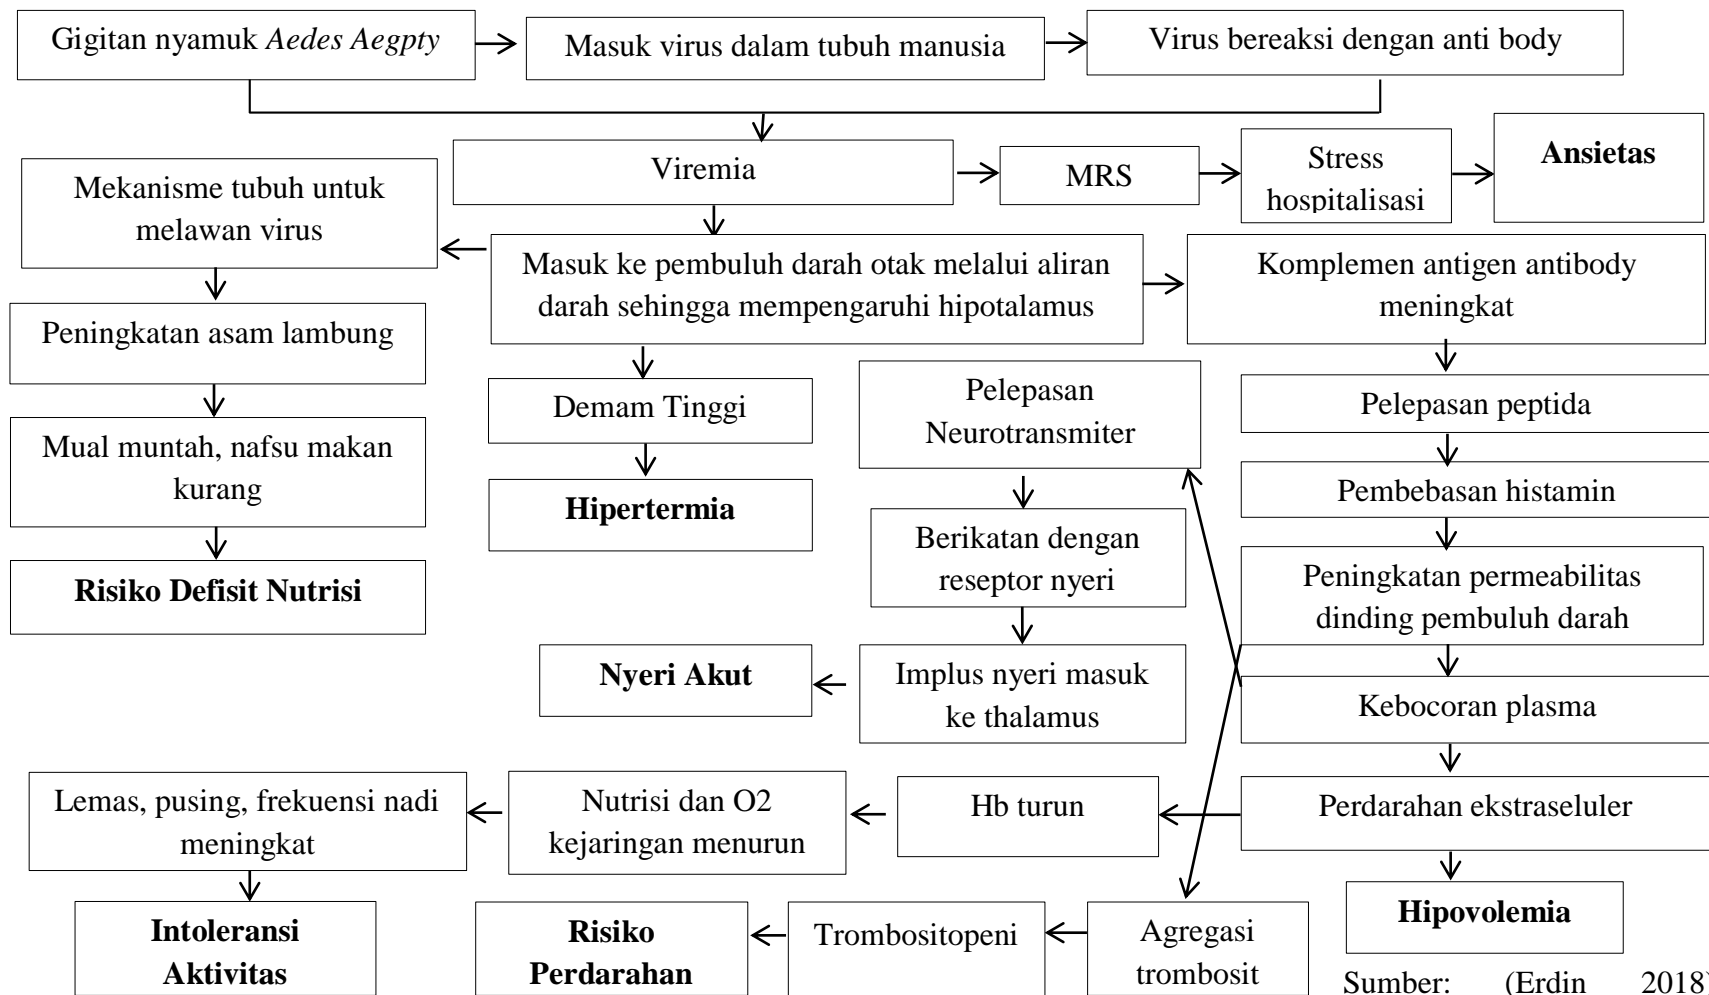 Gigitan nyamuk Aedes Aegpty
Masuk virus dalam tubuh manusia
Virus bereaksi dengan anti body
Viremia
MRS
Stress
hospitalisasi
Ansietas
Mekanisme tubuh untuk
melawan virus
Masuk ke pembuluh darah otak melalui aliran
darah sehingga mempengaruhi hipotalamus
Komplemen antigen antibody
meningkat
Peningkatan asam lambung
Demam Tinggi
Pelepasan
Neurotransmiter
Pelepasan peptida
Mual muntah, nafsu makan
kurang
Hipertermia
Pembebasan histamin
Berikatan dengan
reseptor nyeri
Peningkatan permeabilitas
dinding pembuluh darah
Risiko Defisit Nutrisi
Nyeri Akut
Implus nyeri masuk
ke thalamus
Kebocoran plasma
Lemas, pusing, frekuensi nadi
meningkat
Nutrisi dan O2
kejaringan menurun
Hb turun
Perdarahan ekstraseluler
Intoleransi
Aktivitas
Risiko
Perdarahan
Trombositopeni
Agregasi
trombosit
Hipovolemia
Sumber: (Erdin 2018)